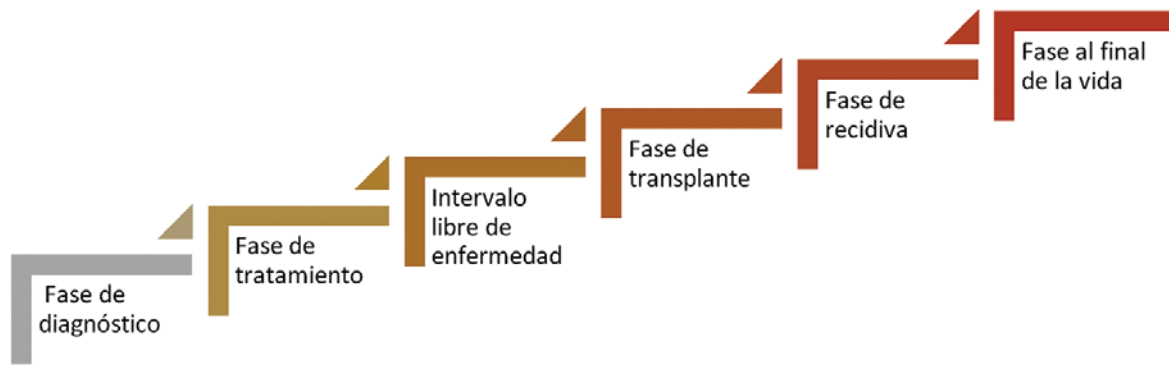 Fase de
diagnóstico
Fase de
tratamiento
Intervalo
libre de
enfermedad
Fase de
transplante
Fase de
recidiva
Fase al final
de la vida